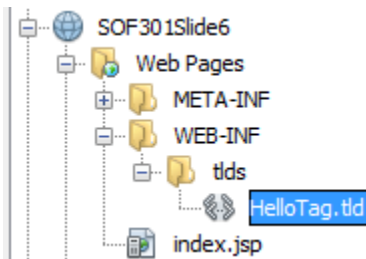 SOF301Slide6
Web Pages
META-INF
WEB-INF
tlds
HelloTag.tld
index.jsp